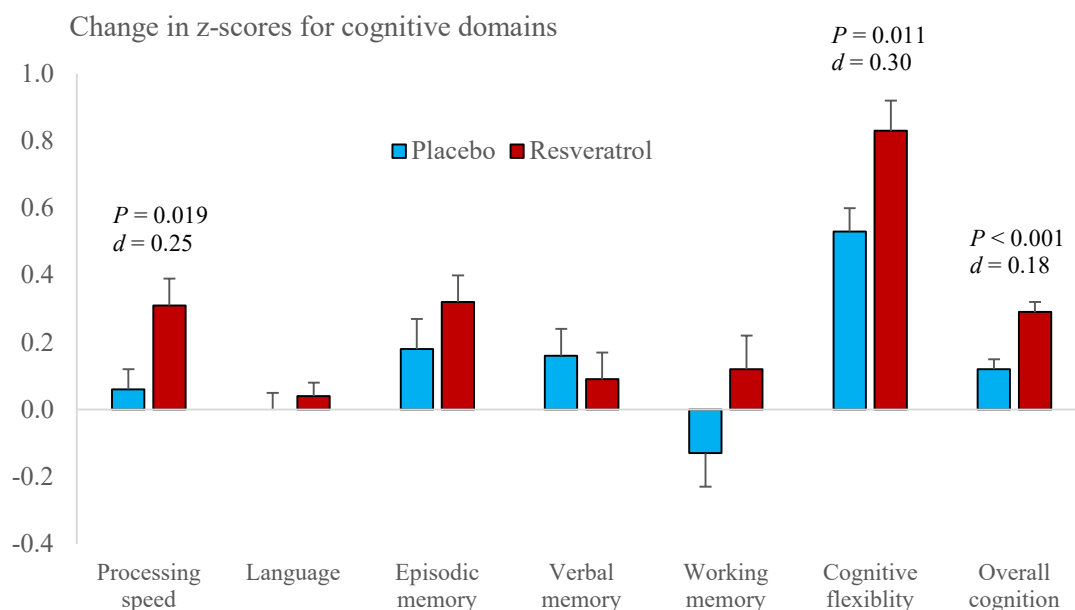 Change in z-scores for cognitive domains
P = 0.011
d = 0.30
1.0
0.8
Placebo
Resveratrol
0.6
P = 0.019
d = 0.25
P < 0.001
d = 0.18
0.4
0.2
0.0
-0.2
-0.4
Processing speed
Language
Episodic memory
Verbal memory
Working memory
Cognitive flexiblity
Overall cognition